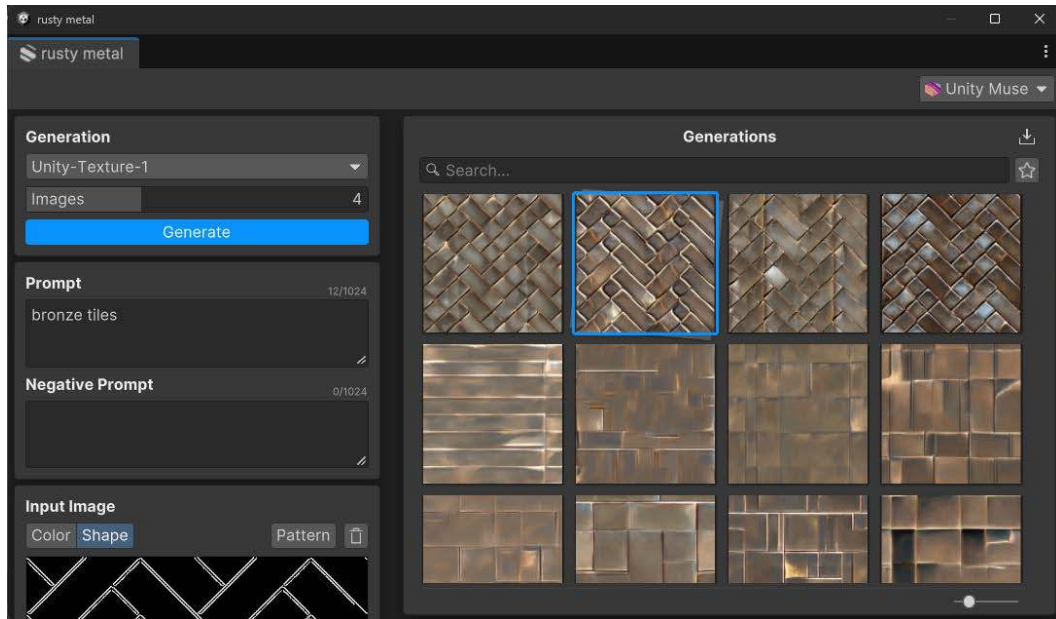 rusty metal
rusty metal
Unity Muse
Generation
Unity-Texture-1
Images 4
Generate
Prompt
12/1024
bronze tiles
Negative Prompt
0/1024
Input Image
Color Shape Pattern
Generations
Search...